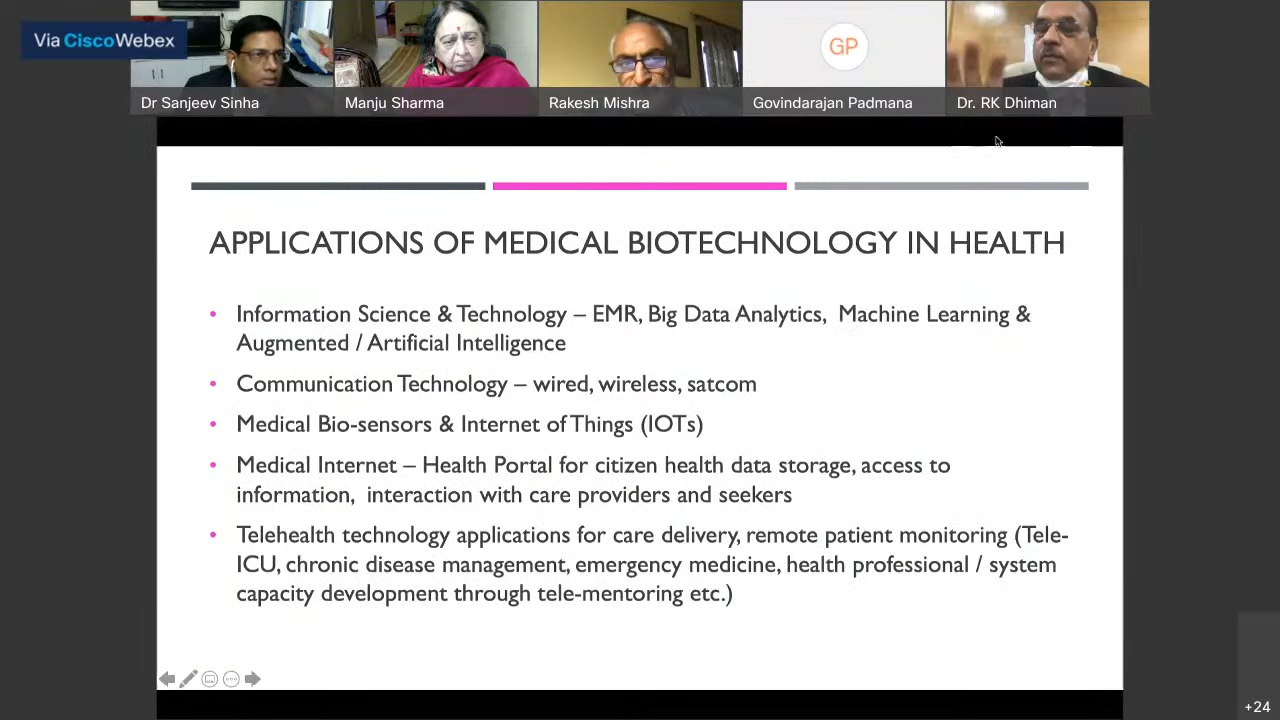 Via CiscoWebex
Dr Sanjeev Sinha
Manju Sharma
Rakesh Mishra
GP
Govindarajan Padmana
Dr. RK Dhiman
APPLICATIONS OF MEDICAL BIOTECHNOLOGY IN HEALTH
• Information Science & Technology – EMR, Big Data Analytics, Machine Learning &
Augmented / Artificial Intelligence
• Communication Technology – wired, wireless, satcom
• Medical Bio-sensors & Internet of Things (IOTs)
• Medical Internet – Health Portal for citizen health data storage, access to
information, interaction with care providers and seekers
• Telehealth technology applications for care delivery, remote patient monitoring (Tele-
ICU, chronic disease management, emergency medicine, health professional / system
capacity development through tele-mentoring etc.)
+24